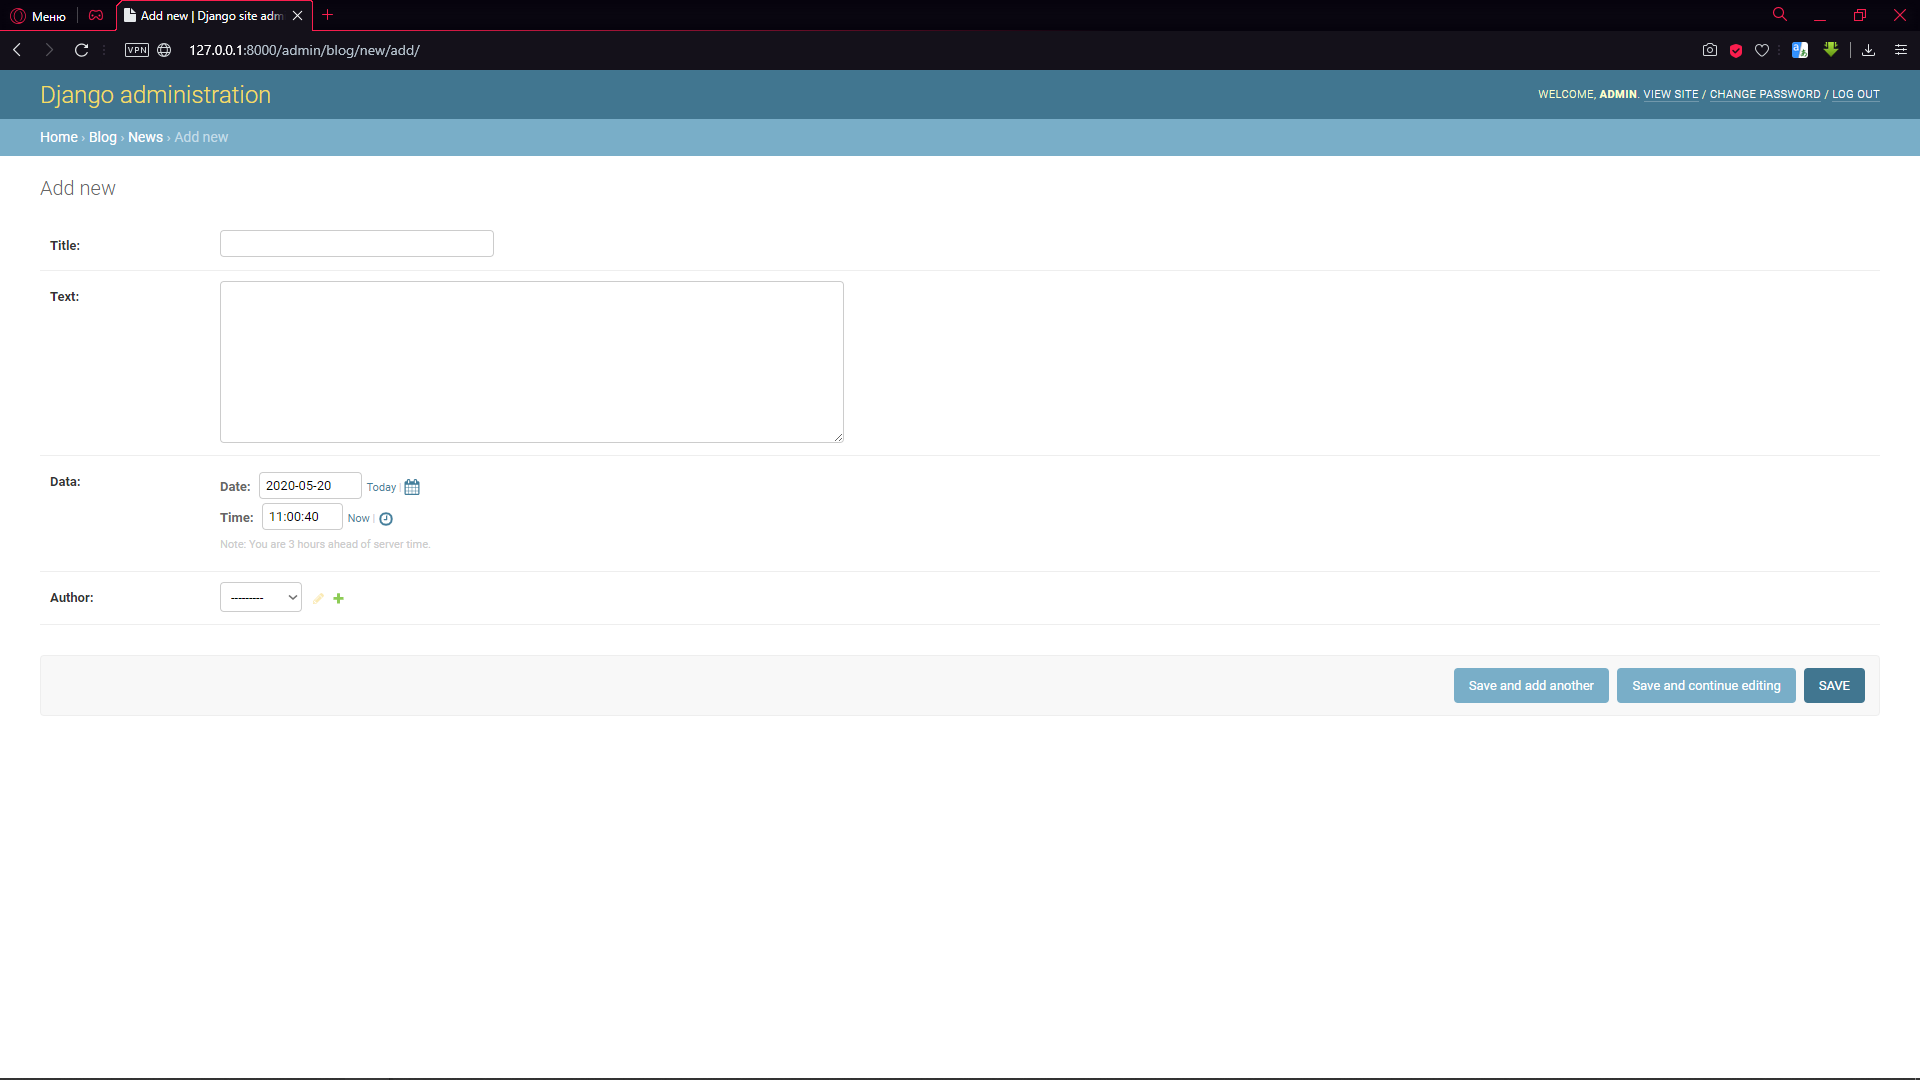 Меню
Add new | Django site adm
VPN
127.0.0.1:8000/admin/blog/new/add/
Django administration
WELCOME, ADMIN. VIEW SITE / CHANGE PASSWORD / LOG OUT
Home › Blog › News › Add new
Add new
Title:
Text:
Data:
Date: 2020-05-20 Today |
Time: 11:00:40 Now |
Note: You are 3 hours ahead of server time.
Author: ---------
Save and add another Save and continue editing SAVE